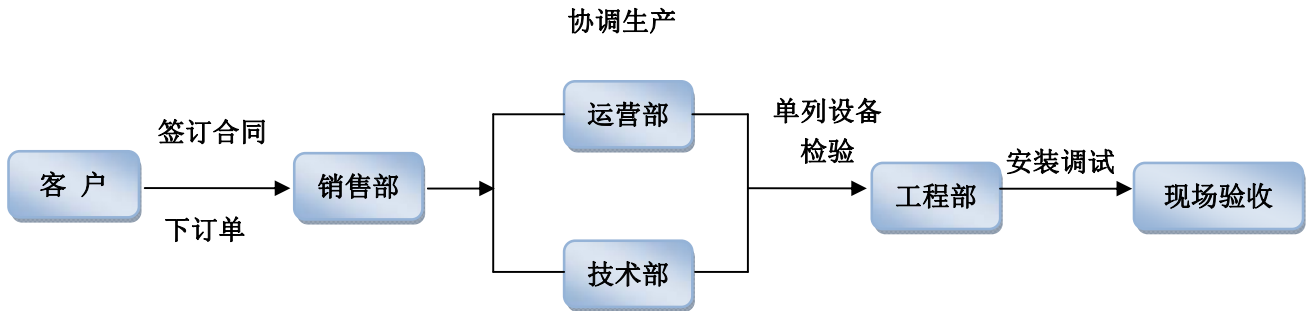 协调生产
运营部
单列设备
检验
签订合同
客 户
销售部
安装调试
工程部
现场验收
下订单
技术部